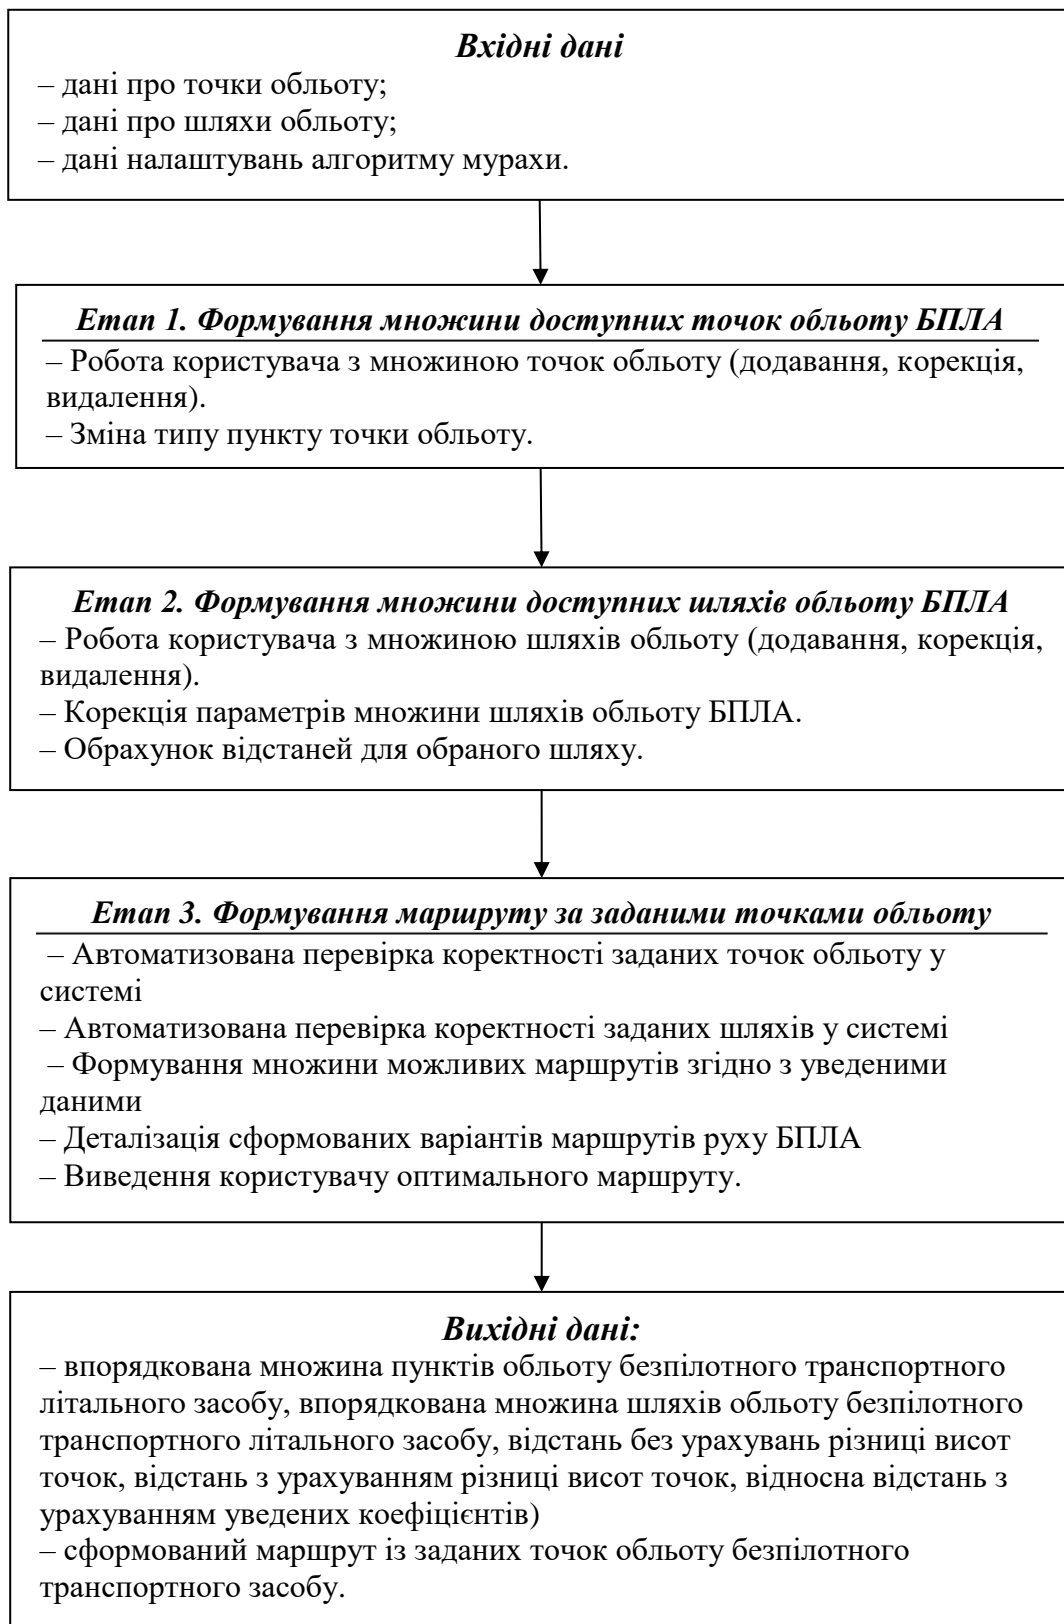 Вхідні дані
– дані про точки обльоту;
– дані про шляхи обльоту;
– дані налаштувань алгоритму мурахи.
Етап 1. Формування множини доступних точок обльоту БПЛА
– Робота користувача з множиною точок обльоту (додавання, корекція,
видалення).
– Зміна типу пункту точки обльоту.
Етап 2. Формування множини доступних шляхів обльоту БПЛА
– Робота користувача з множиною шляхів обльоту (додавання, корекція,
видалення).
– Корекція параметрів множини шляхів обльоту БПЛА.
– Обрахунок відстаней для обраного шляху.
Етап 3. Формування маршруту за заданими точками обльоту
– Автоматизована перевірка коректності заданих точок обльоту у
системі
– Автоматизована перевірка коректності заданих шляхів у системі
– Формування множини можливих маршрутів згідно з уведеними
даними
– Деталізація сформованих варіантів маршрутів руху БПЛА
– Виведення користувачу оптимального маршруту.
Вихідні дані:
– впорядкована множина пунктів обльоту безпілотного транспортного
літального засобу, впорядкована множина шляхів обльоту безпілотного
транспортного літального засобу, відстань без урахувань різниці висот
точок, відстань з урахуванням різниці висот точок, відносна відстань з
урахуванням уведених коефіцієнтів)
– сформований маршрут із заданих точок обльоту безпілотного
транспортного засобу.